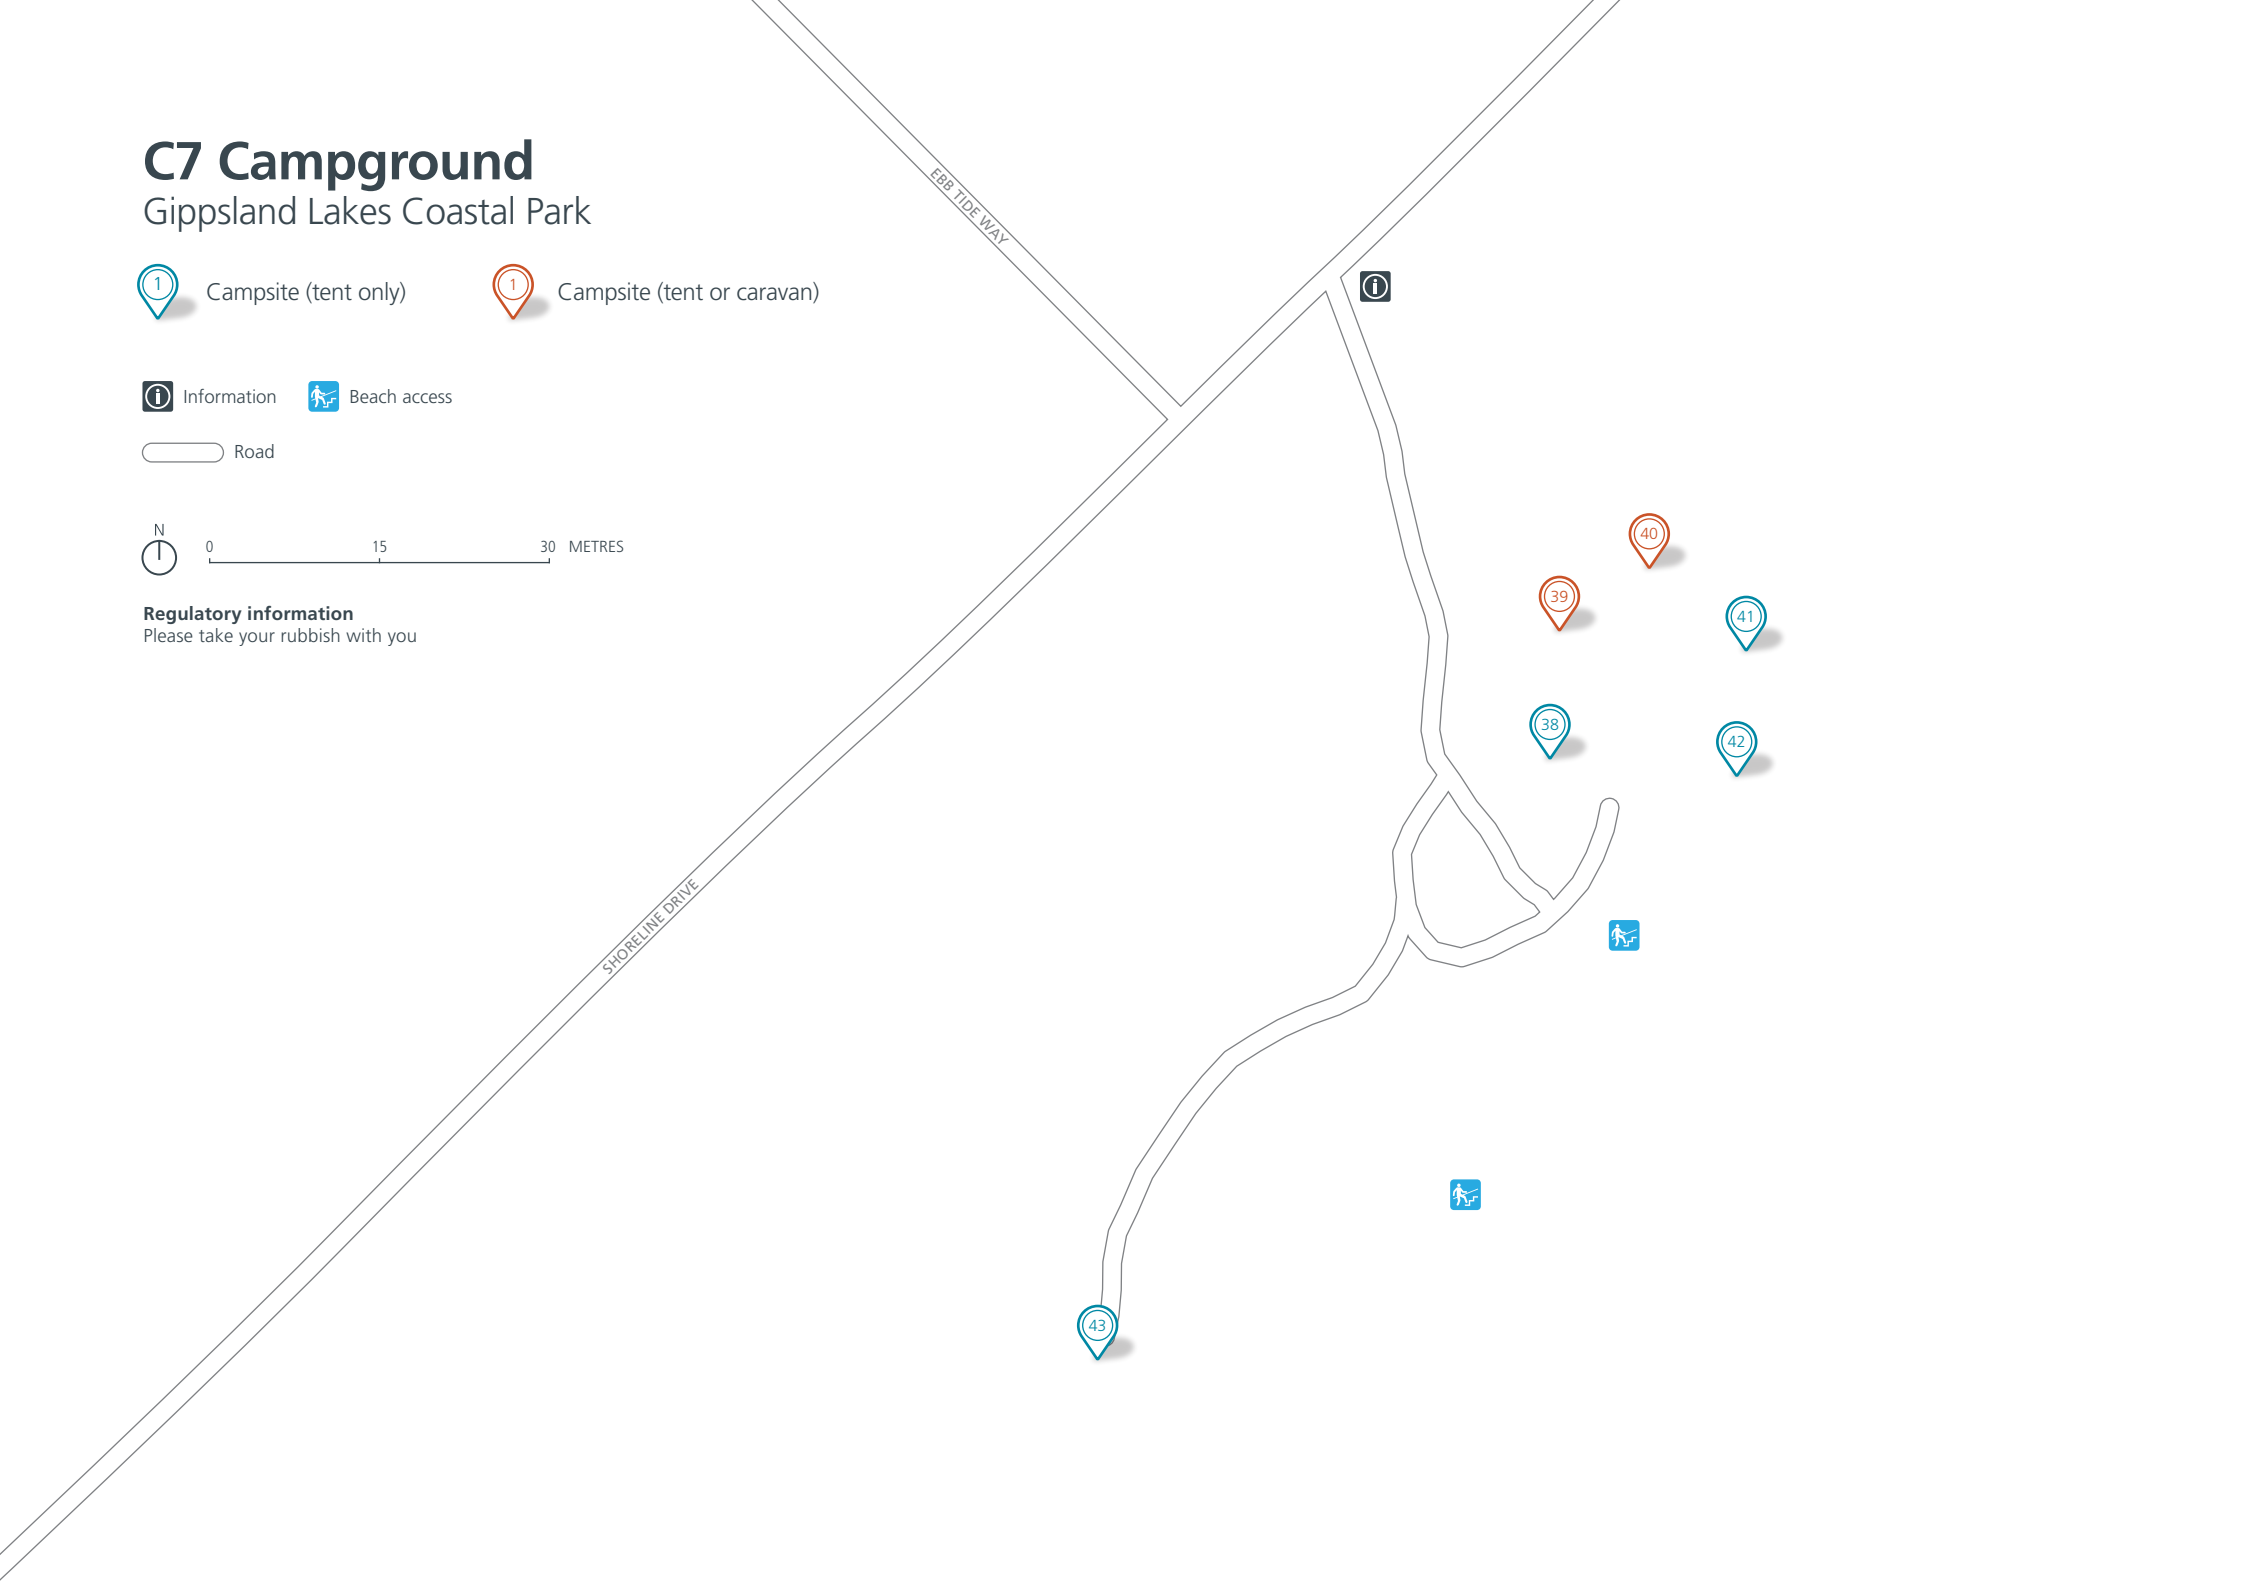 C7 Campground
Gippsland Lakes Coastal Park
1 Campsite (tent only)
1 Campsite (tent or caravan)
Information
Beach access
Road
N
0 15 30 METRES
Regulatory information
Please take your rubbish with you
EBB TIDE WAY
SHORELINE DRIVE
40
39
41
38
42
43